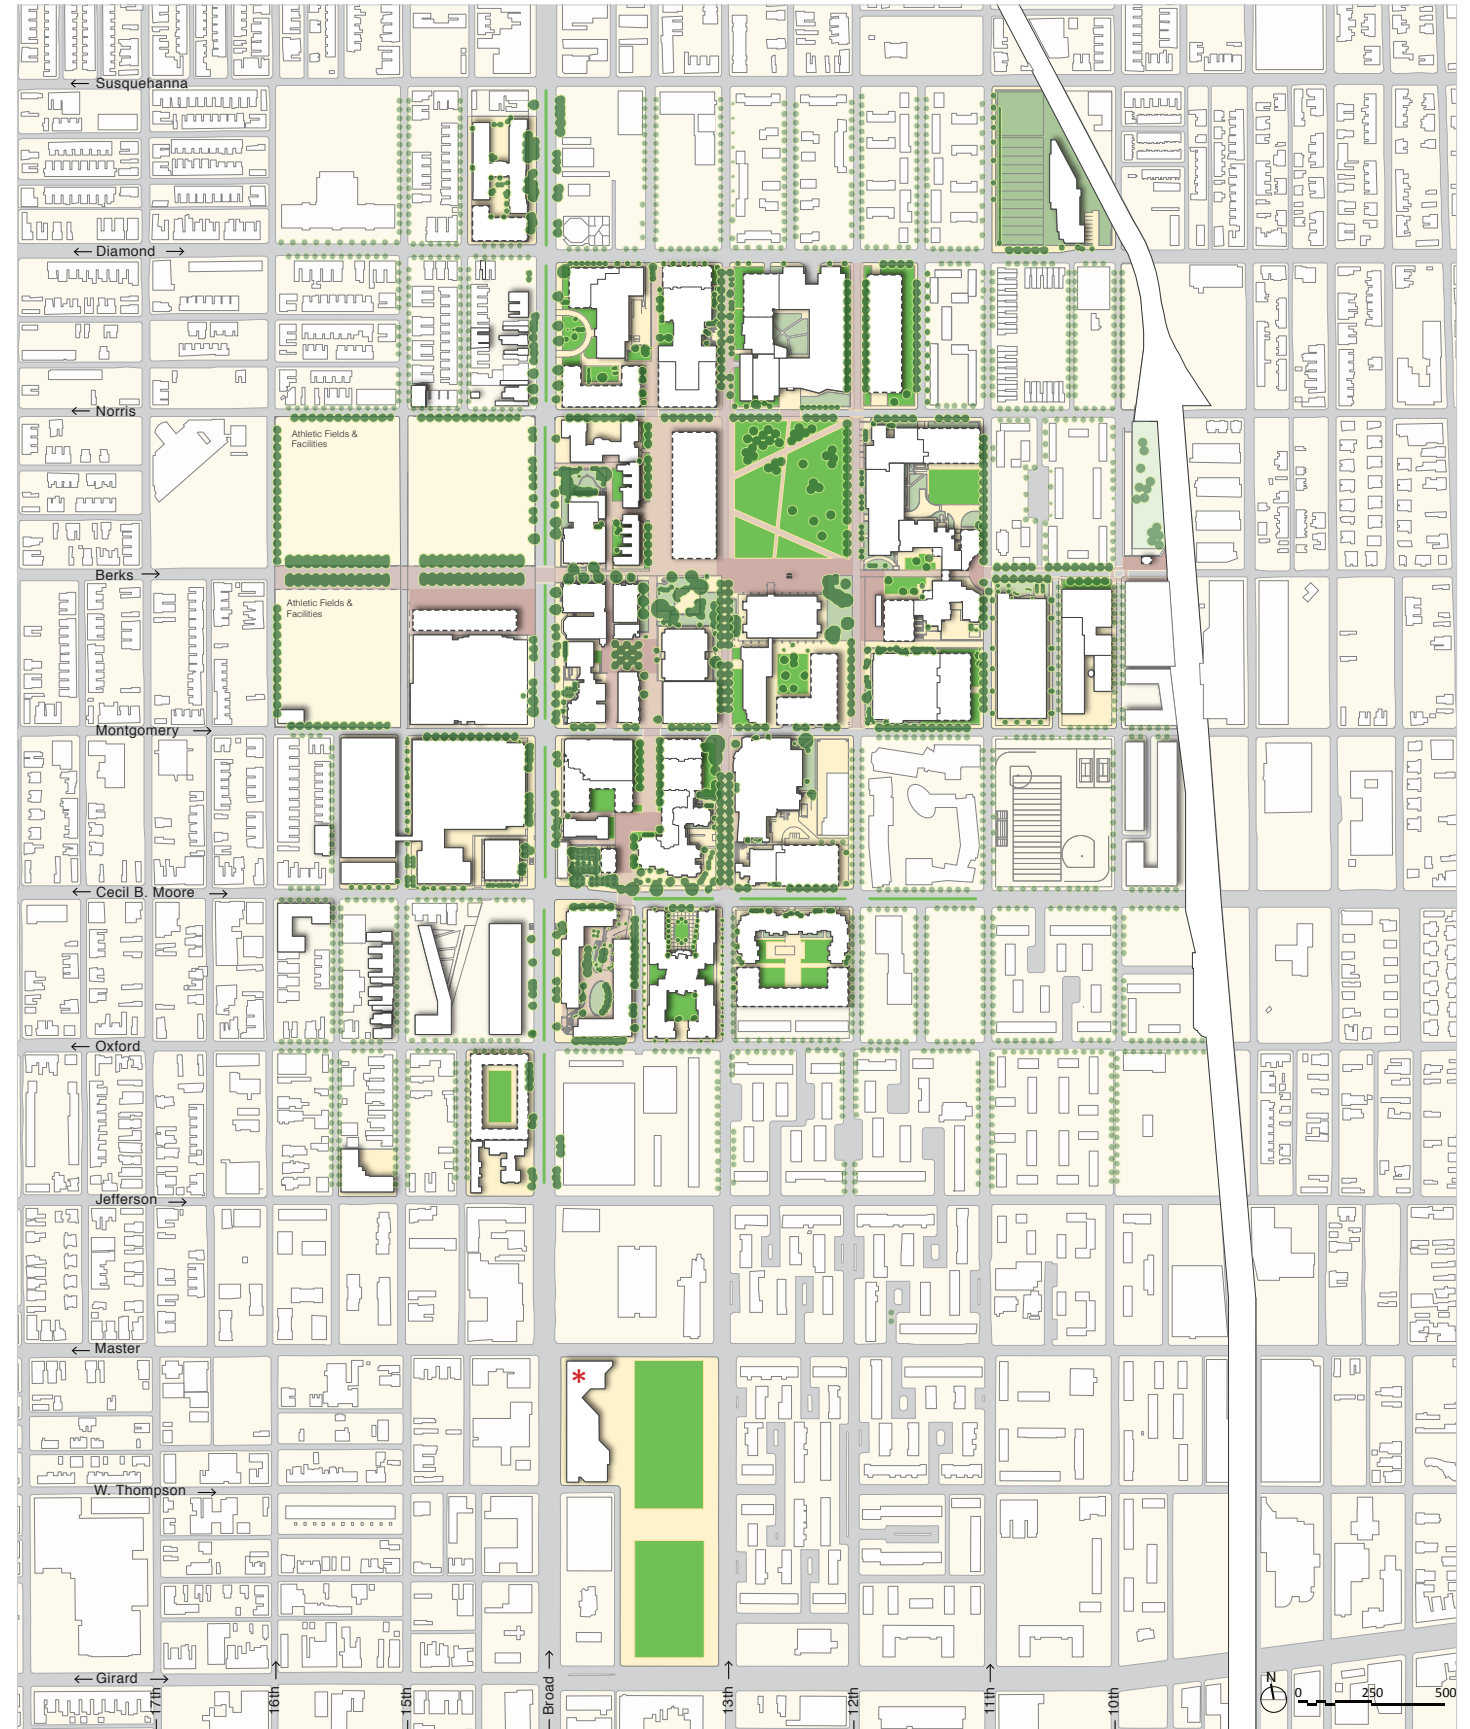 Susquehanna
Diamond
Norris
Athletic Fields &
Facilities
Berks
Athletic Fields &
Facilities
Montgomery
Cecil B. Moore
Oxford
Jefferson
Master
*
W. Thompson
Girard
17th
16th
15th
Broad
13th
12th
11th
10th
N
0 250 500